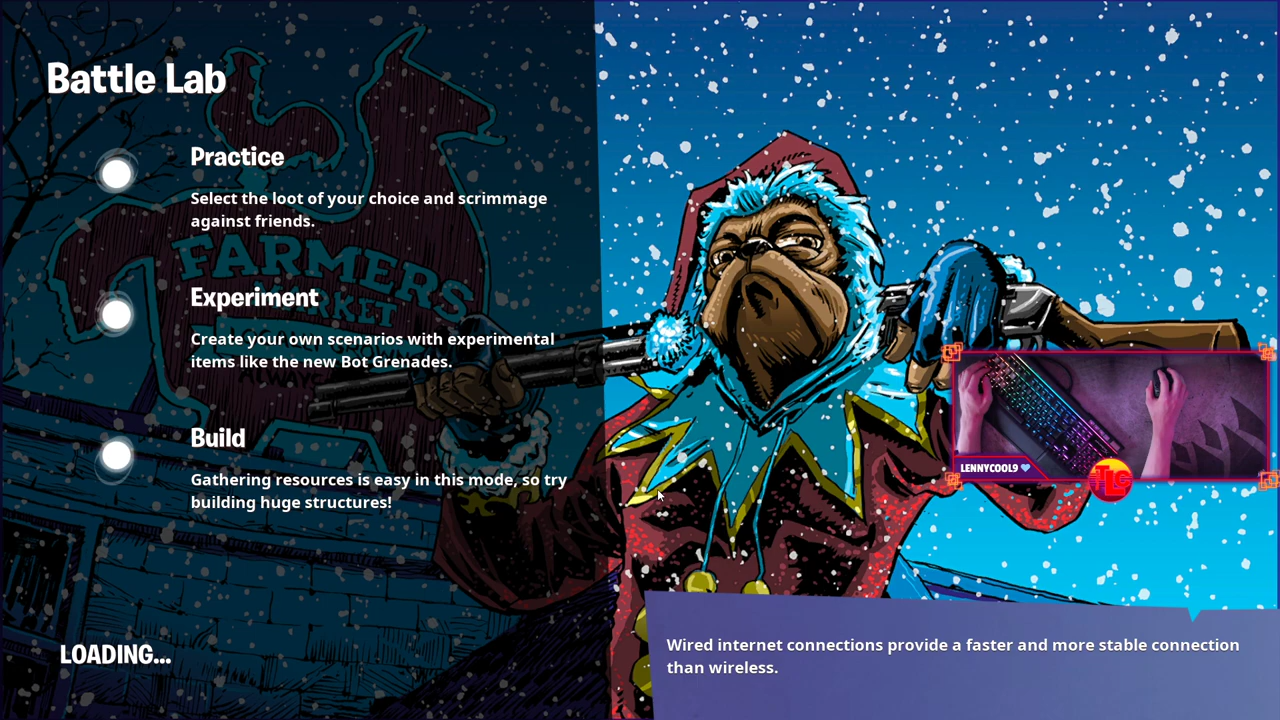 Battle Lab
Practice
Select the loot of your choice and scrimmage
against friends.
FARMERS
MARKET
Experiment
Create your own scenarios with experimental
items like the new Bot Grenades.
Build
Gathering resources is easy in this mode, so try
building huge structures!
LOADING...
LENNYCOOL9
TLC
Wired internet connections provide a faster and more stable connection
than wireless.